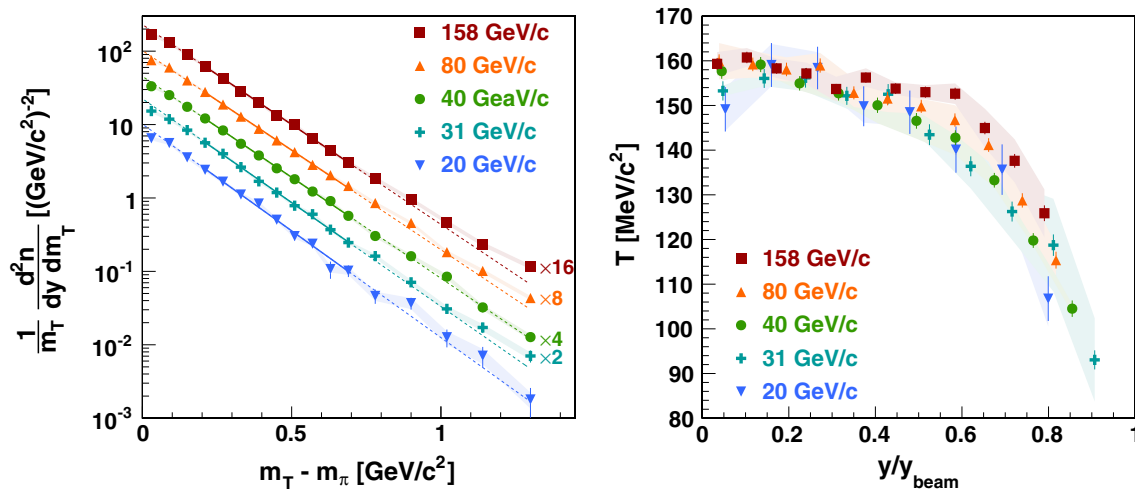 1/m_T d²n/dy dm_T [(GeV/c²)⁻²]
10²
10
1
10⁻¹
10⁻²
10⁻³
158 GeV/c
80 GeV/c
40 GeaV/c
31 GeV/c
20 GeV/c
×16
×8
×4
×2
0 0.5 1
m_T - m_π [GeV/c²]
T [MeV/c²]
170
160
150
140
130
120
110
100
90
80
158 GeV/c
80 GeV/c
40 GeV/c
31 GeV/c
20 GeV/c
0 0.2 0.4 0.6 0.8 1
y/y_beam